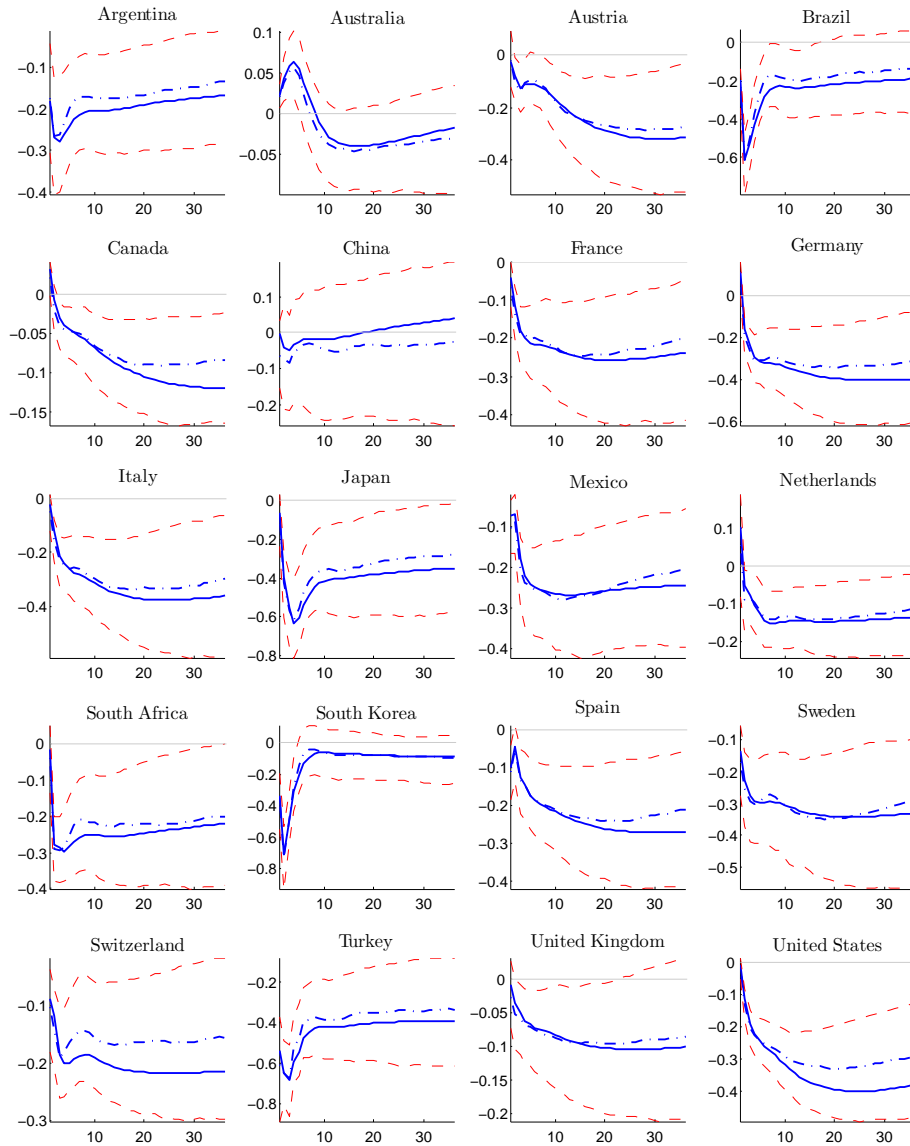 Argentina
−0.1
−0.2
−0.3
−0.4
10 20 30
Australia
0.1
0.05
0
−0.05
10 20 30
Austria
0
−0.2
−0.4
10 20 30
Brazil
0
−0.2
−0.4
−0.6
10 20 30
Canada
0
−0.05
−0.1
−0.15
10 20 30
China
0.1
0
−0.1
−0.2
10 20 30
France
0
−0.1
−0.2
−0.3
−0.4
10 20 30
Germany
0
−0.2
−0.4
−0.6
10 20 30
Italy
0
−0.2
−0.4
10 20 30
Japan
0
−0.2
−0.4
−0.6
−0.8
10 20 30
Mexico
−0.1
−0.2
−0.3
−0.4
10 20 30
Netherlands
0.1
0
−0.1
−0.2
10 20 30
South Africa
0
−0.1
−0.2
−0.3
−0.4
10 20 30
South Korea
0
−0.2
−0.4
−0.6
−0.8
10 20 30
Spain
0
−0.1
−0.2
−0.3
−0.4
10 20 30
Sweden
−0.1
−0.2
−0.3
−0.4
−0.5
10 20 30
Switzerland
−0.1
−0.2
−0.3
10 20 30
Turkey
−0.2
−0.4
−0.6
−0.8
10 20 30
United Kingdom
0
−0.05
−0.1
−0.15
−0.2
10 20 30
United States
0
−0.1
−0.2
−0.3
−0.4
10 20 30